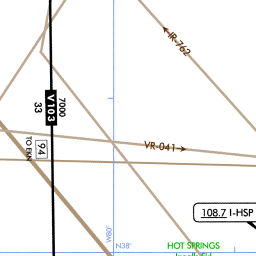 IR-762
V103
7000
33
94
TO EKN
VR-041
108.7 I-HSP
W80°
N38°
HOT SPRINGS